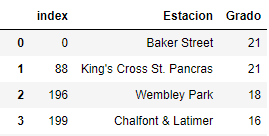 index Estacion Grado
0 0 Baker Street 21
1 88 King's Cross St. Pancras 21
2 196 Wembley Park 18
3 199 Chalfont & Latimer 16